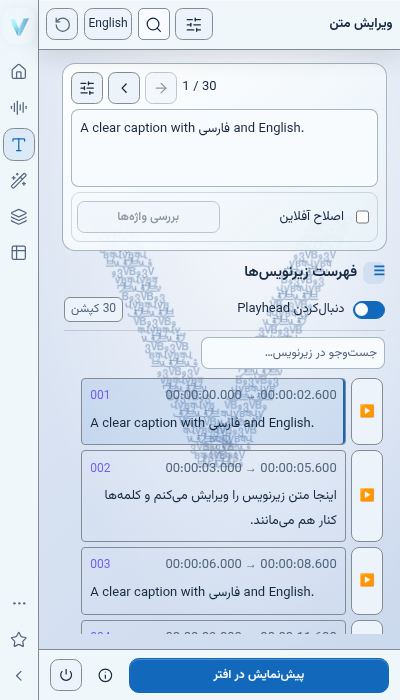 ویرایش متن
English
1 / 30
A clear caption with فارسی and English.
اصلاح آفلاین
بررسی واژه‌ها
فهرست زیرنویس‌ها
دنبال‌کردن Playhead
30 کپشن
جست‌وجو در زیرنویس…
001 00:00:00.000 → 00:00:02.600
A clear caption with فارسی and English.
002 00:00:03.000 → 00:00:05.600
اینجا متن زیرنویس را ویرایش می‌کنم و کلمه‌ها
کنار هم می‌مانند.
003 00:00:06.000 → 00:00:08.600
A clear caption with فارسی and English.
پیش‌نمایش در افتر